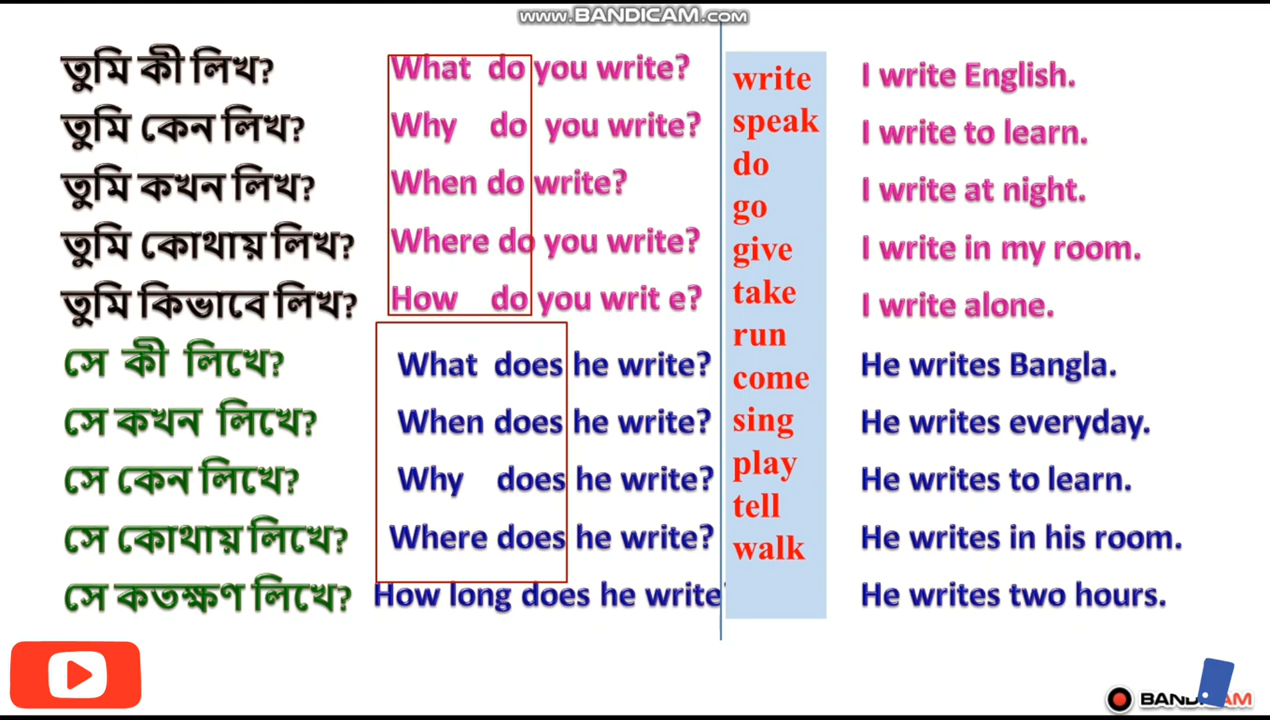 www.BANDICAM.com
তুমি কী লিখ? What do you write? write I write English.
তুমি কেন লিখ? Why do you write? speak I write to learn.
তুমি কখন লিখ? When do write? do I write at night.
তুমি কোথায় লিখ? Where do you write? go I write in my room.
তুমি কিভাবে লিখ? How do you writ e? give I write alone.
সে কী লিখে? What does he write? take He writes Bangla.
সে কখন লিখে? When does he write? run He writes everyday.
সে কেন লিখে? Why does he write? come He writes to learn.
সে কোথায় লিখে? Where does he write? sing He writes in his room.
সে কতক্ষণ লিখে? How long does he write? play He writes two hours.
tell
walk
BANDICAM